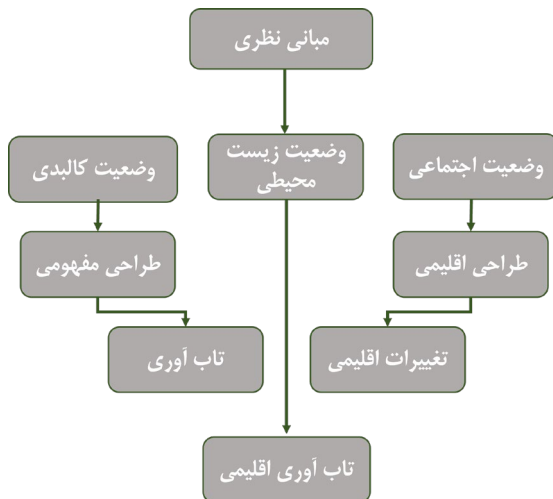 مبانی نظری
وضعیت اجتماعی
وضعیت زیست
محیطی
وضعیت کالبدی
طراحی اقلیمی
طراحی مفهومی
تغییرات اقلیمی
تاب آوری
تاب آوری اقلیمی